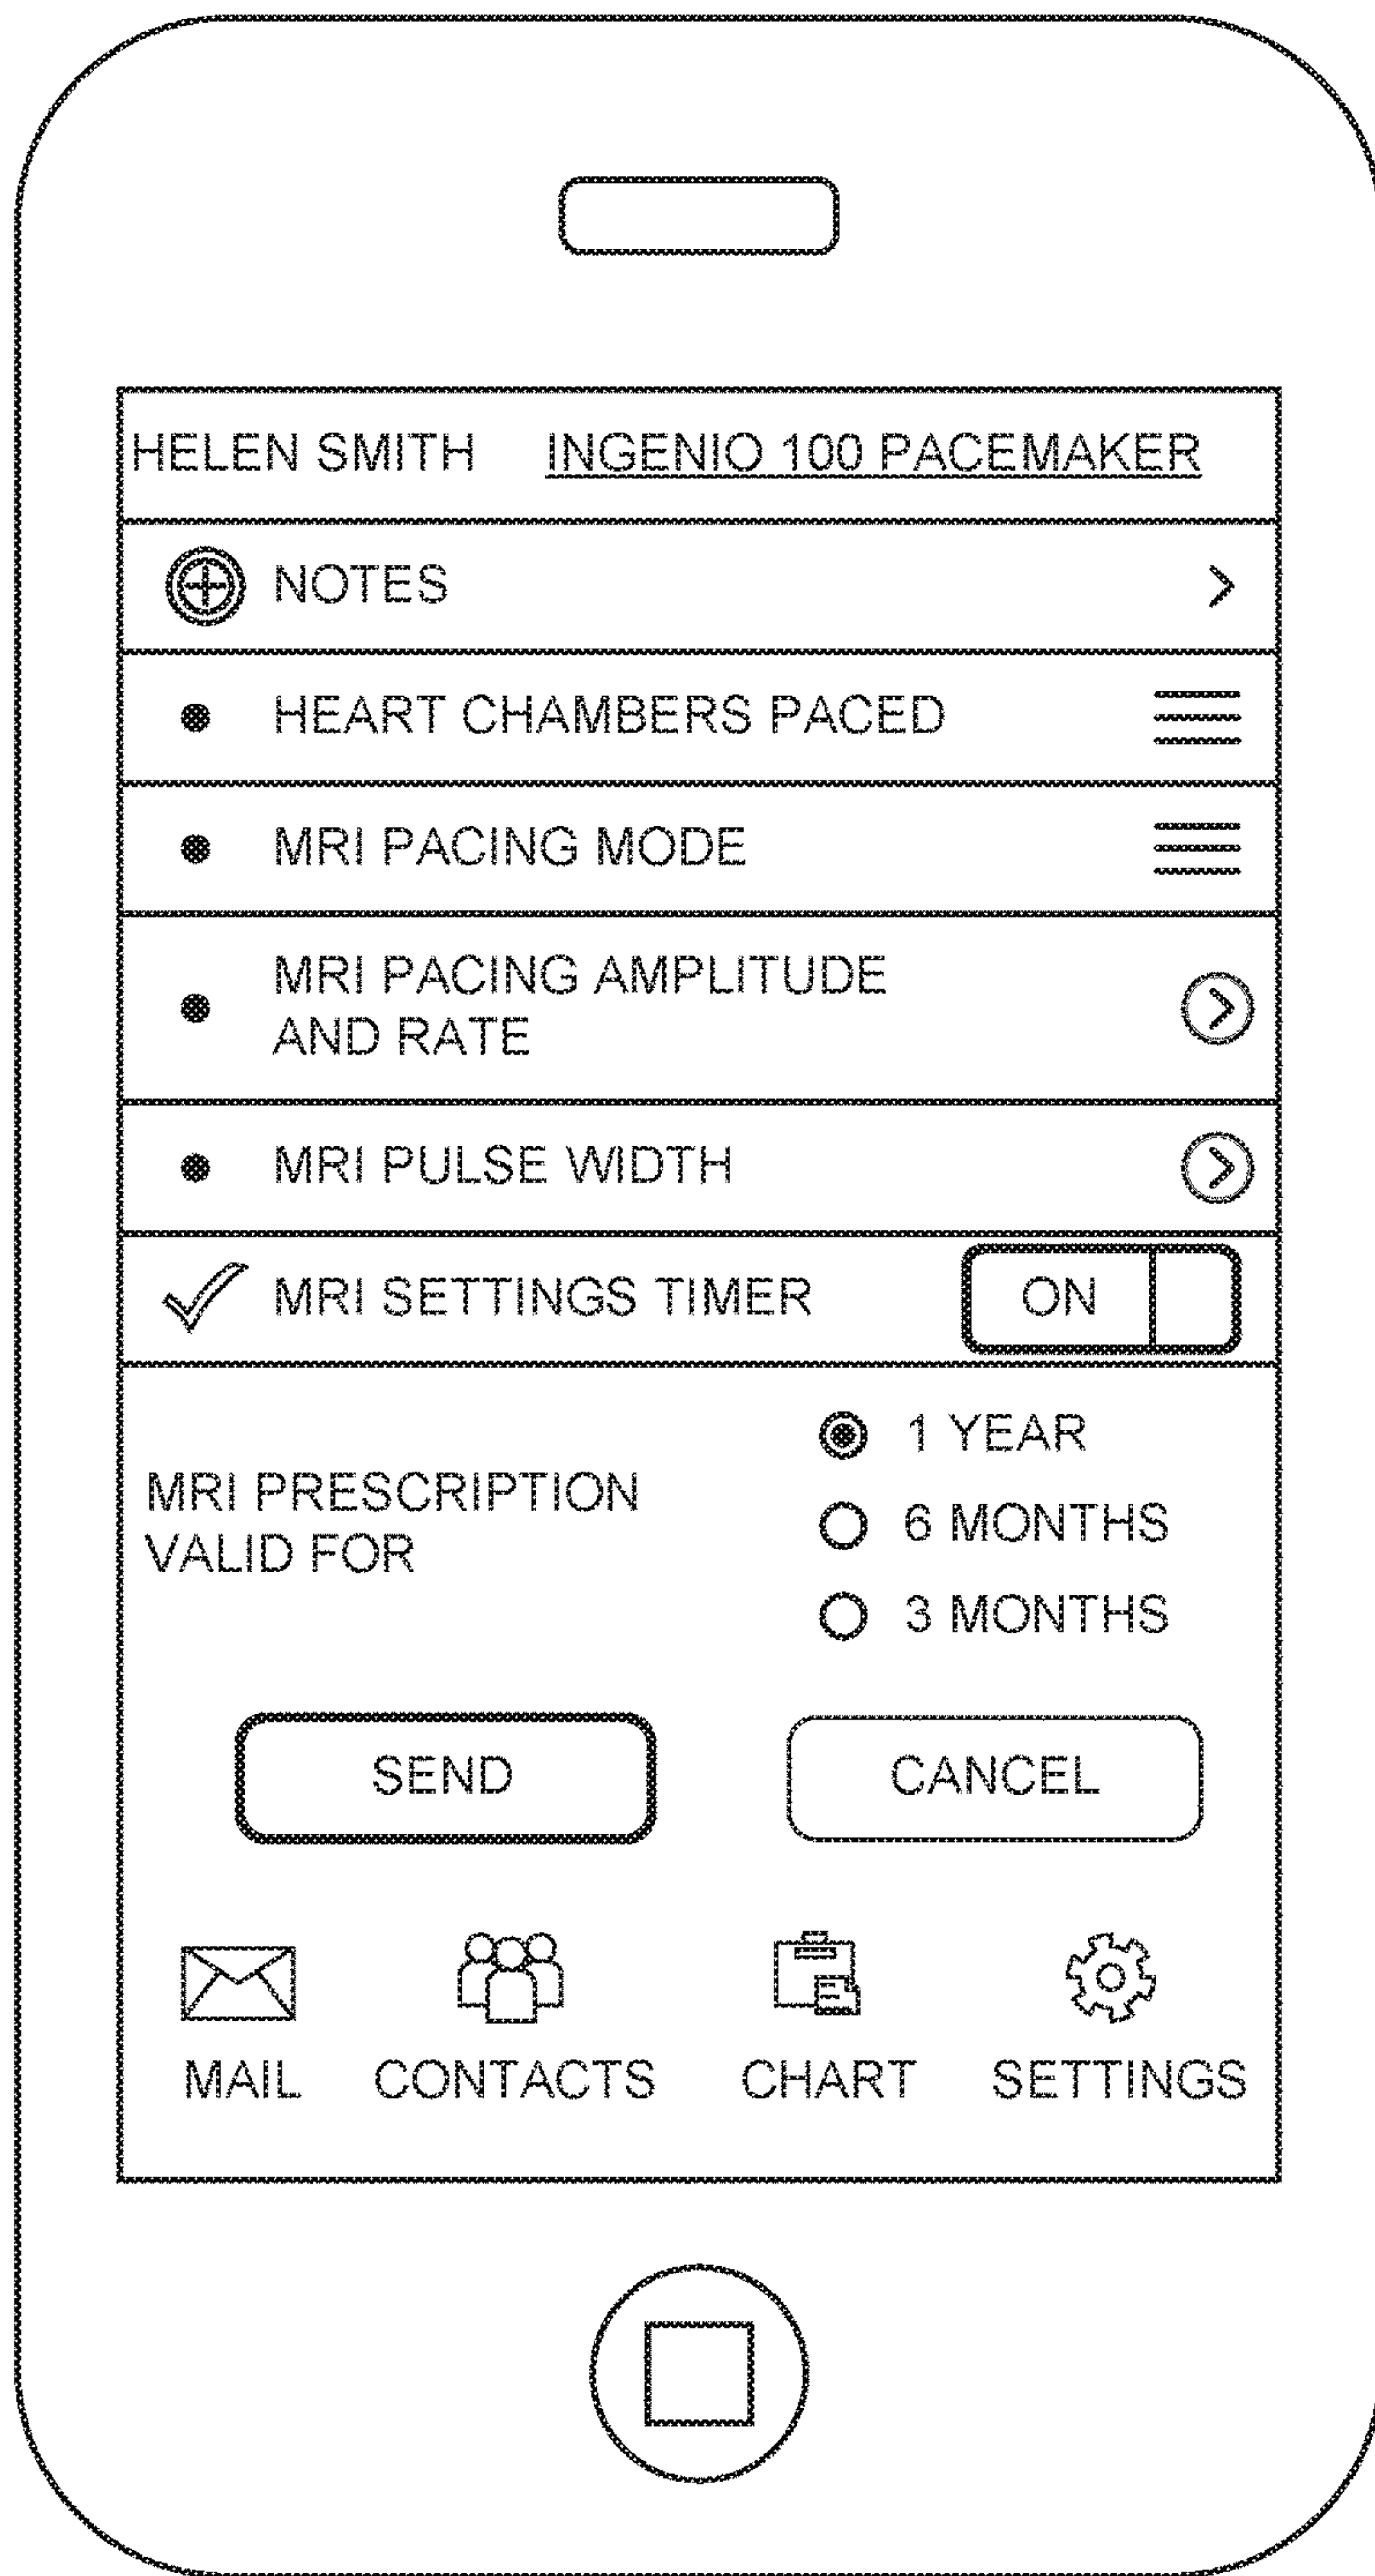 HELEN SMITH INGENIO 100 PACEMAKER
NOTES
HEART CHAMBERS PACED
MRI PACING MODE
MRI PACING AMPLITUDE
AND RATE
MRI PULSE WIDTH
MRI SETTINGS TIMER ON
MRI PRESCRIPTION
VALID FOR
1 YEAR
6 MONTHS
3 MONTHS
SEND CANCEL
MAIL CONTACTS CHART SETTINGS